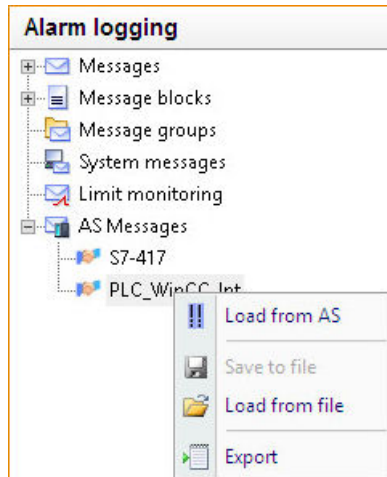 Alarm logging
Messages
Message blocks
Message groups
System messages
Limit monitoring
AS Messages
S7-417
PLC_WinCC_Int
Load from AS
Save to file
Load from file
Export